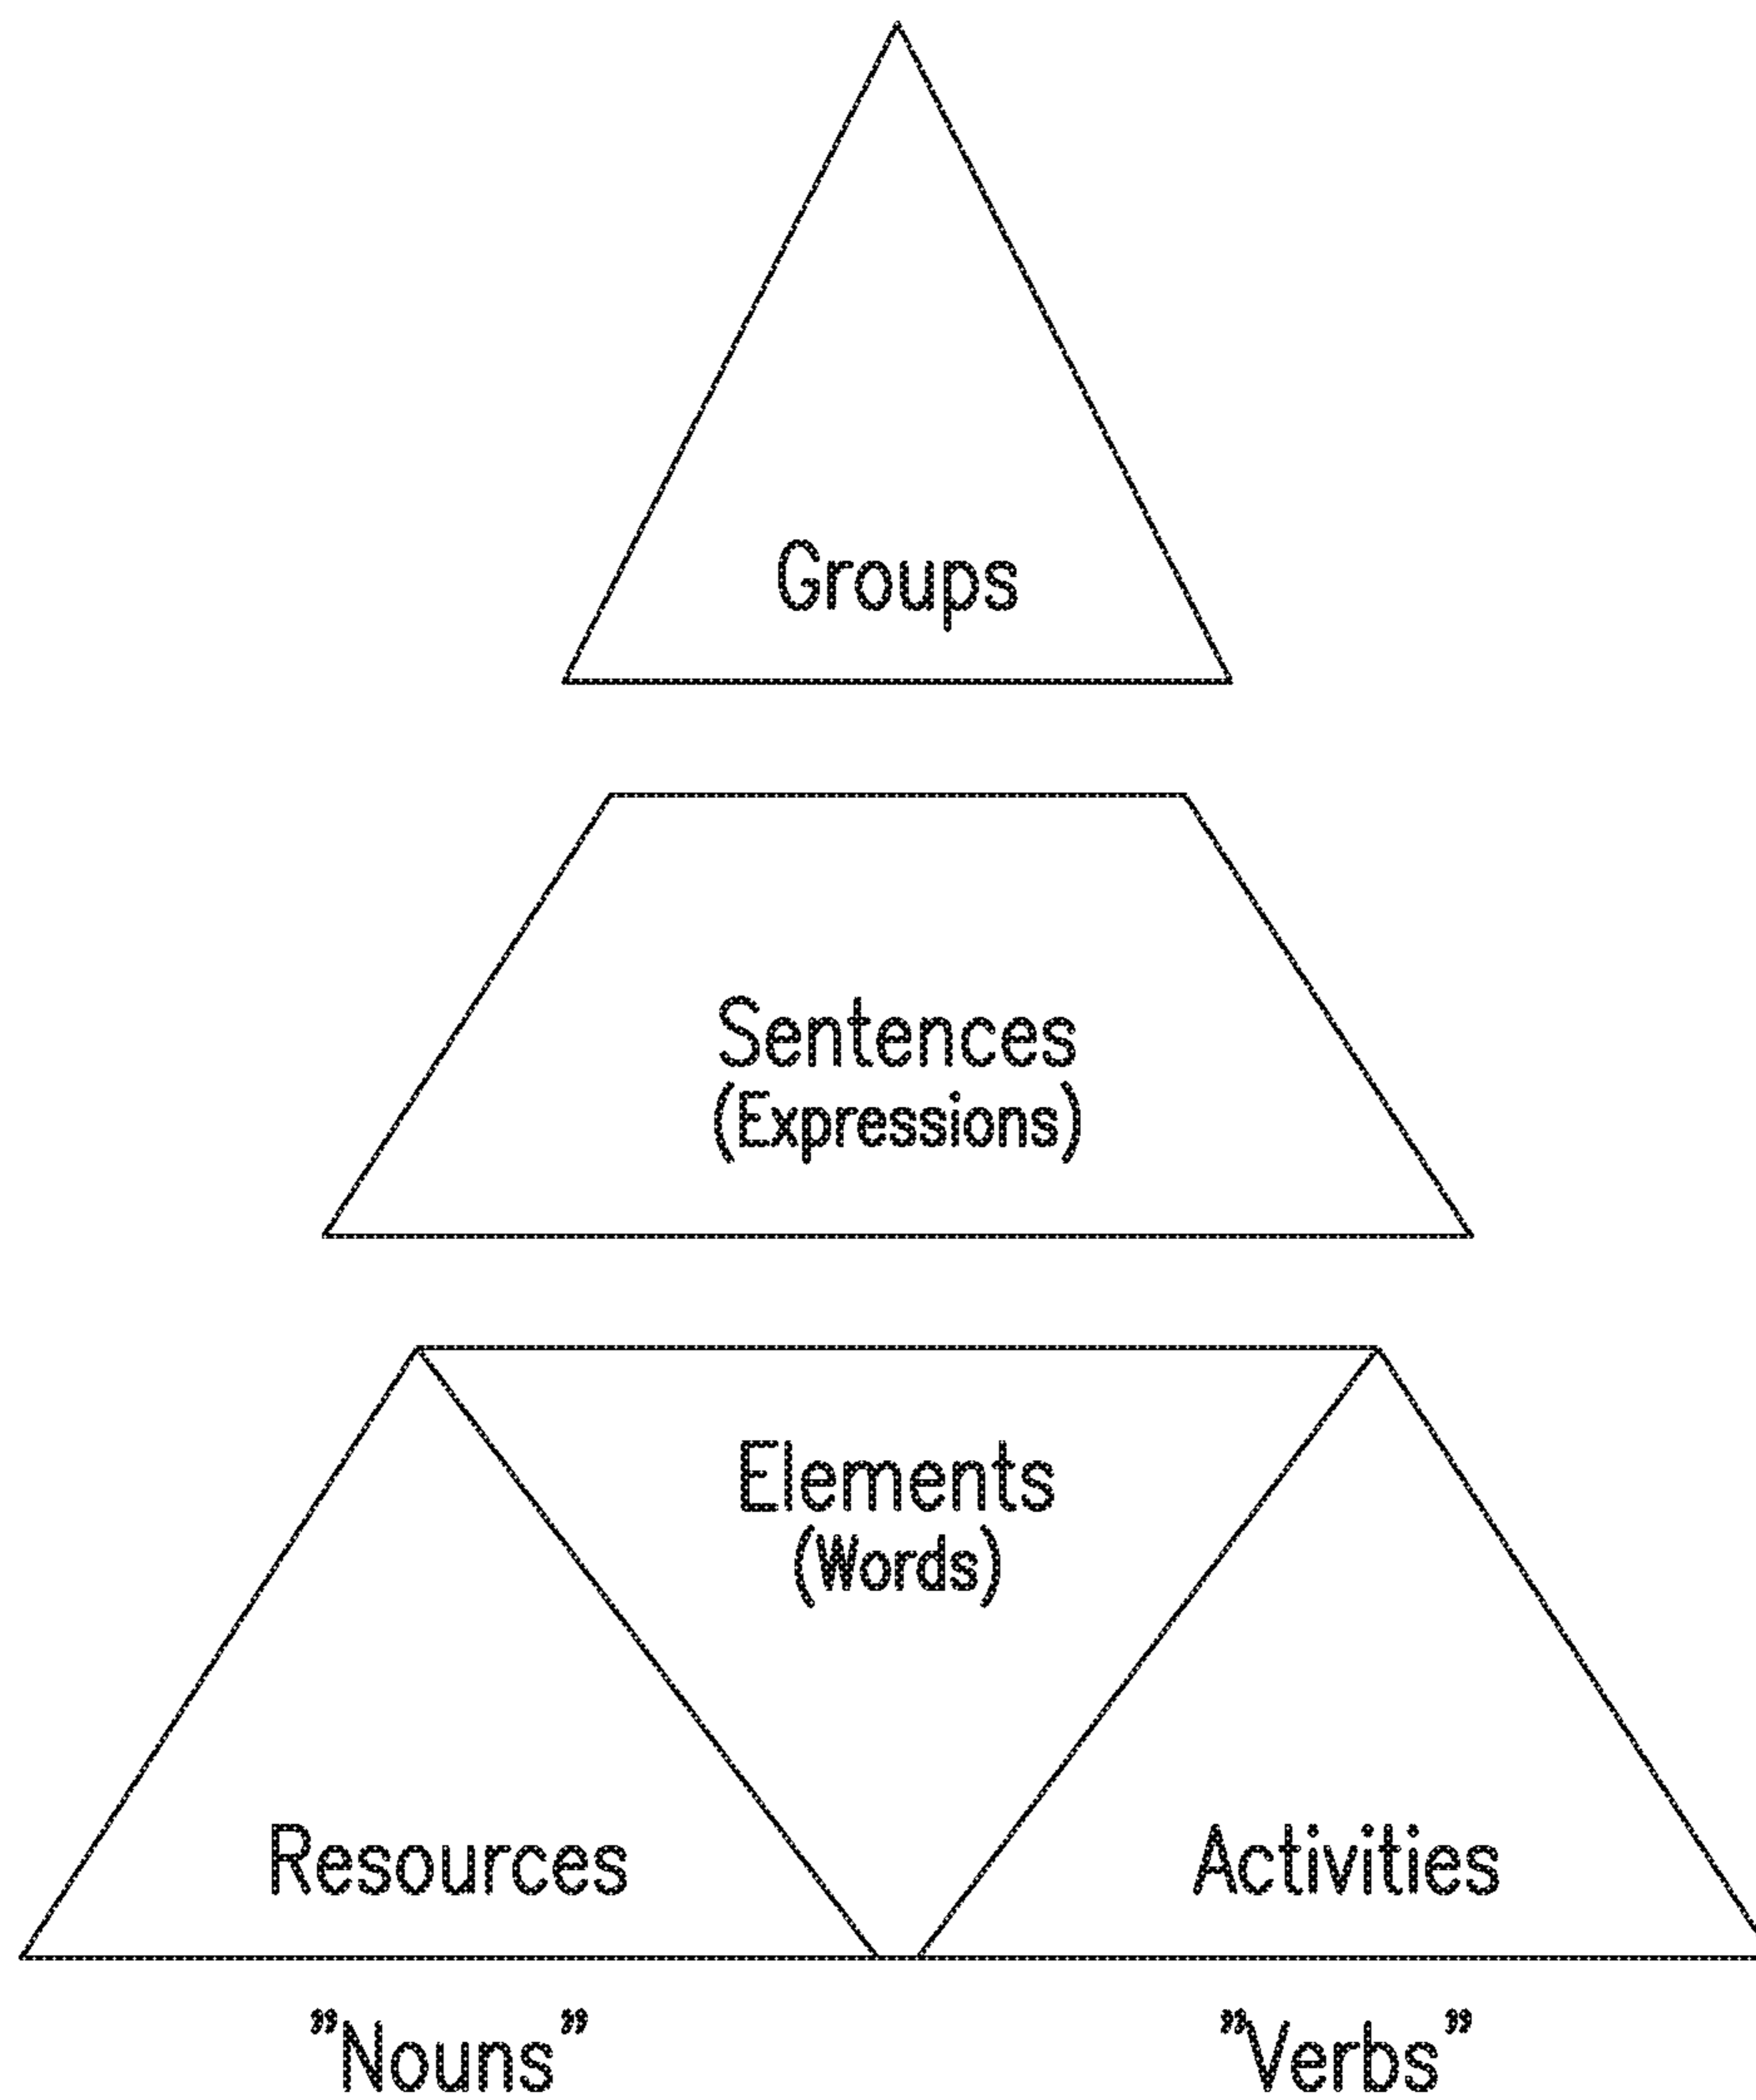 Groups
Sentences
(Expressions)
Elements
(Words)
Resources
Activities
”Nouns”
”Verbs”